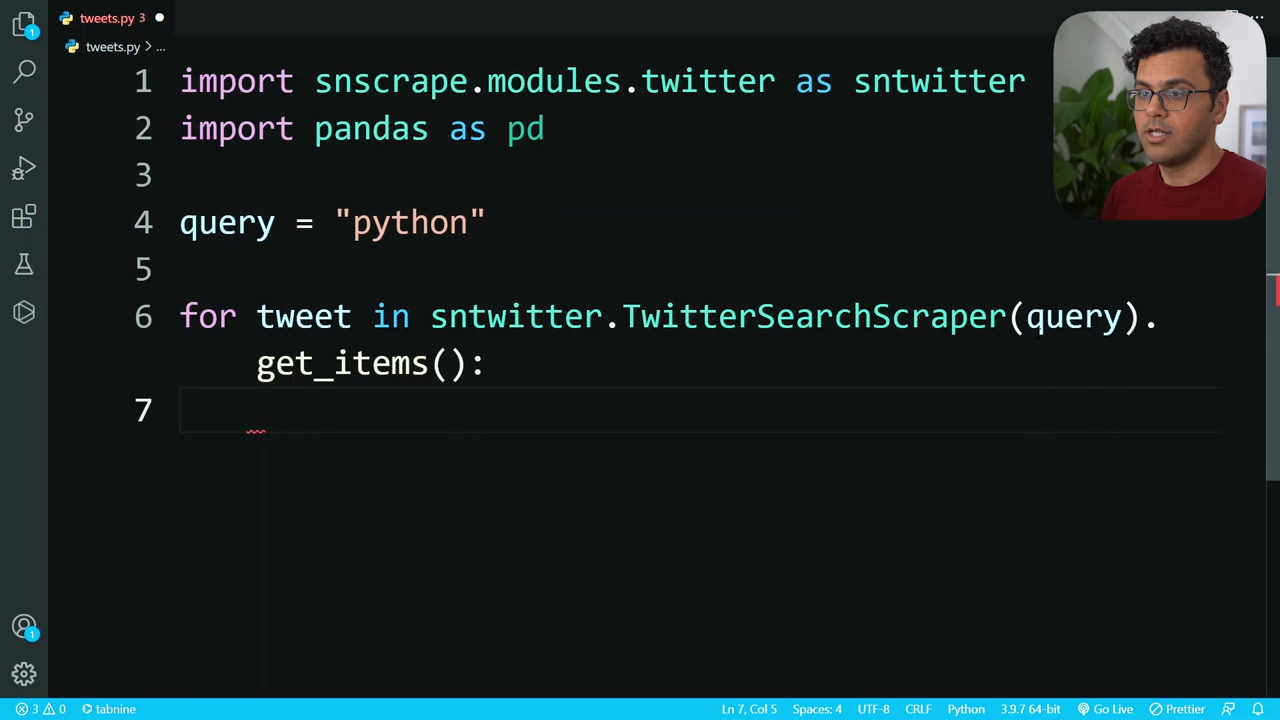 tweets.py 3
tweets.py > ...
1 import snscrape.modules.twitter as sntwitter
2 import pandas as pd
3
4 query = "python"
5
6 for tweet in sntwitter.TwitterSearchScraper(query).
get_items():
7
1
1
3 0 tabnine Ln 7, Col 5 Spaces: 4 UTF-8 CRLF Python 3.9.7 64-bit Go Live Prettier